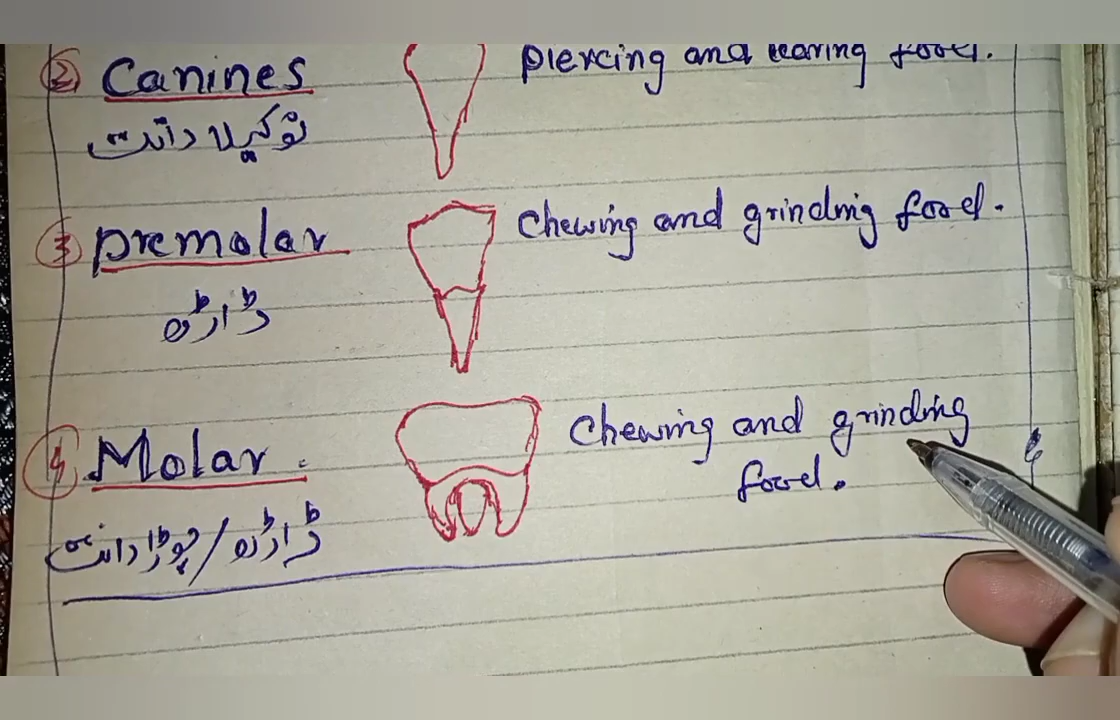 ② Canines
piercing and tearing food.
نوکیلا دانت
③ premolar
chewing and grinding food.
ڈاڑھ
④ Molar.
Chewing and grinding
food.
ڈاڑھ / چوڑا دانت